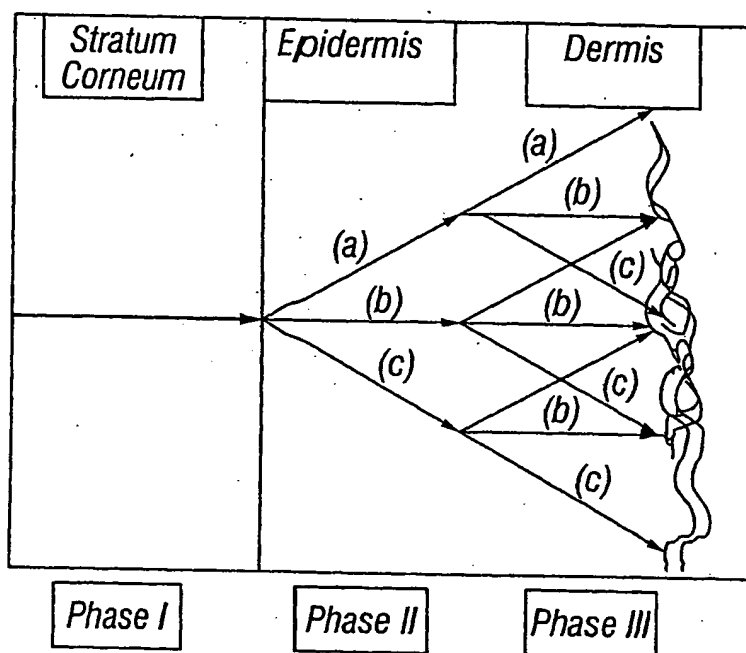 Stratum
Corneum
Epidermis
Dermis
(a)
(b)
(a)
(c)
(b)
(b)
(c)
(c)
(b)
(c)
Phase I
Phase II
Phase III